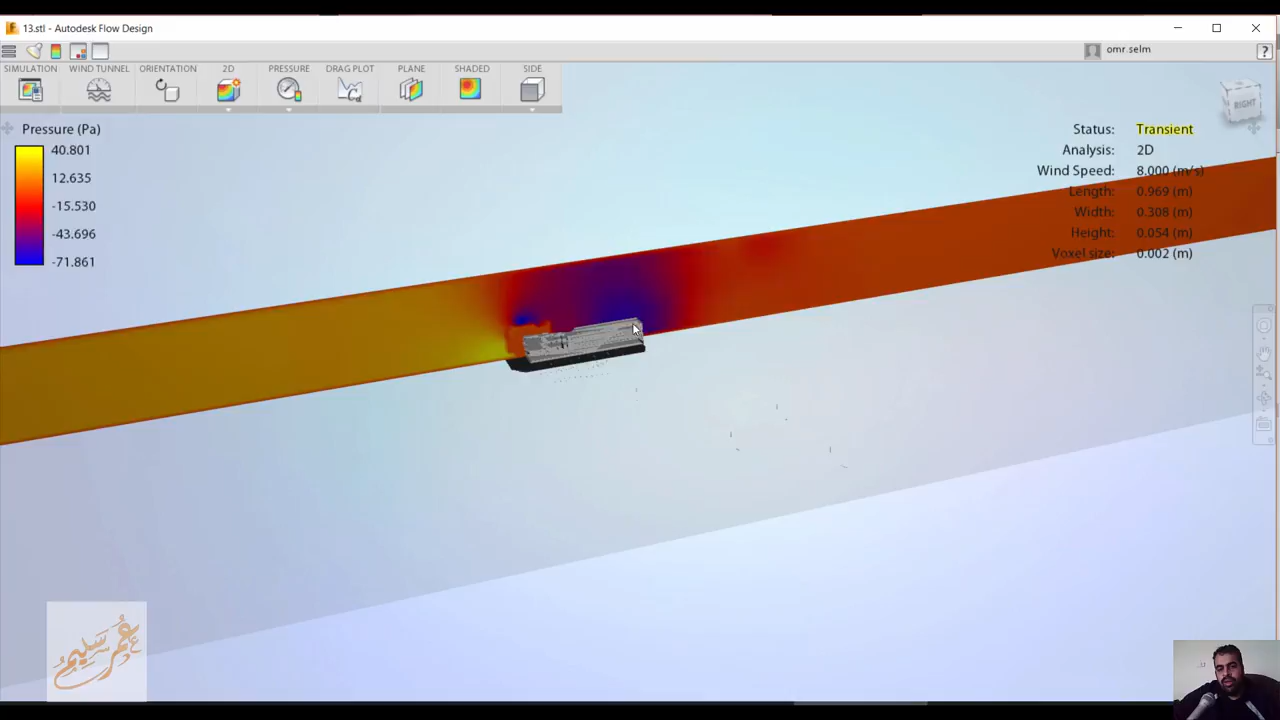 13.stl - Autodesk Flow Design
omr.selm
?
SIMULATION WIND TUNNEL ORIENTATION 2D PRESSURE DRAG PLOT PLANE SHADED SIDE
RIGHT
Pressure (Pa)
40.801
12.635
-15.530
-43.696
-71.861
Status: Transient
Analysis: 2D
Wind Speed: 8.000 (m/s)
Length: 0.969 (m)
Width: 0.308 (m)
Height: 0.054 (m)
Voxel size: 0.002 (m)
عمر سليم